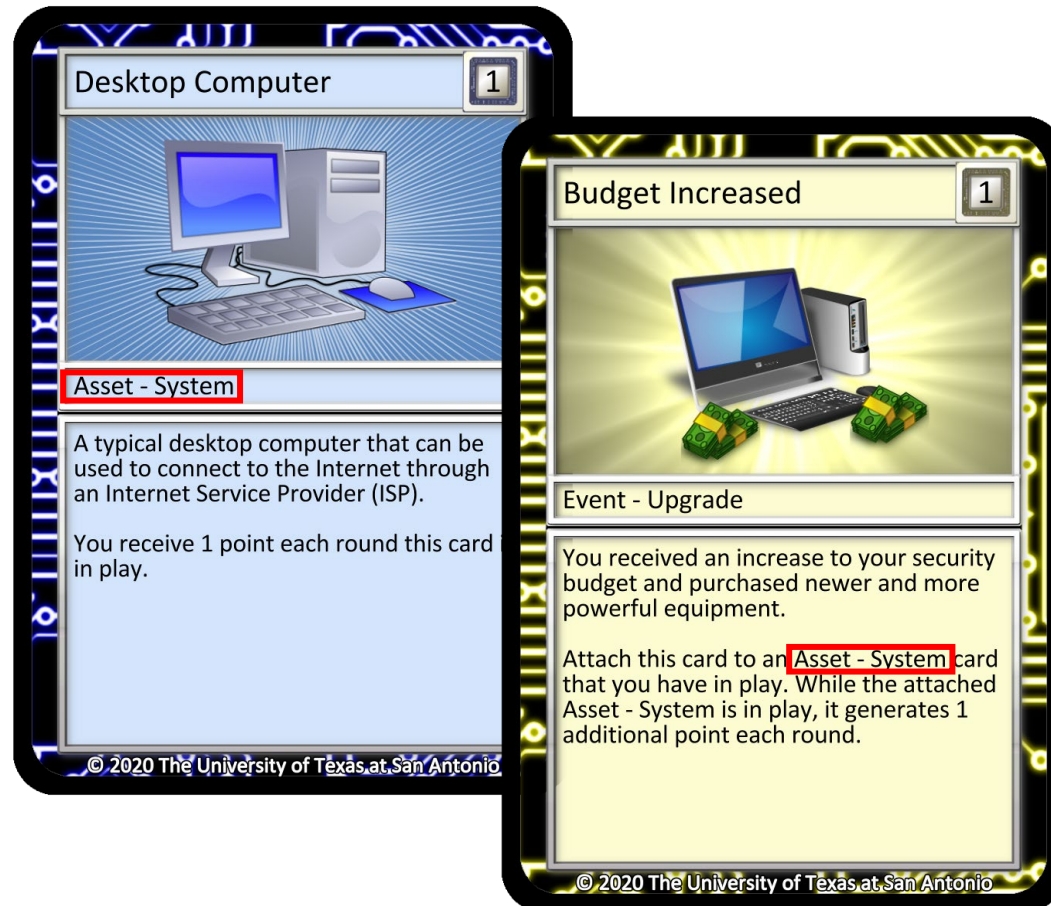 Desktop Computer
1
Asset - System
A typical desktop computer that can be
used to connect to the Internet through
an Internet Service Provider (ISP).
You receive 1 point each round this card
in play.
© 2020 The University of Texas at San Antonio
Budget Increased
1
Event - Upgrade
You received an increase to your security
budget and purchased newer and more
powerful equipment.
Attach this card to an Asset - System card
that you have in play. While the attached
Asset - System is in play, it generates 1
additional point each round.
© 2020 The University of Texas at San Antonio